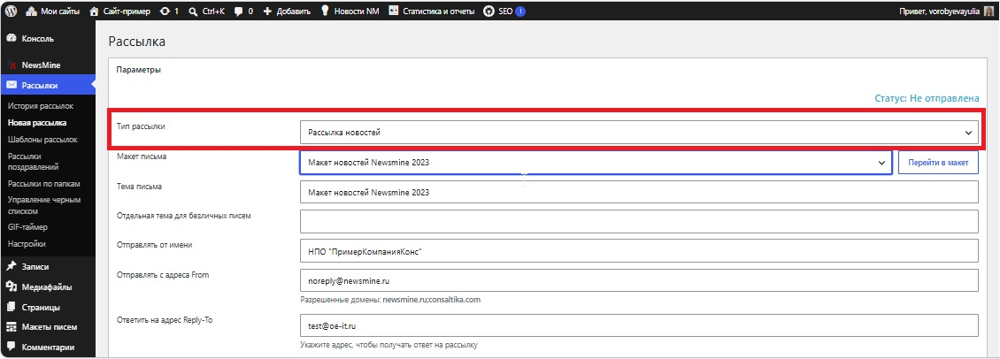 Мои сайты Сайт-пример 1 Ctrl+K 0 Добавить Новости NM Статистика и отчеты SEO Привет, vorobyevayulia
Консоль
NewsMine
Рассылки
История рассылок
Новая рассылка
Шаблоны рассылок
Рассылки
поздравлений
Рассылки по папкам
Управление черным
списком
GIF-таймер
Настройки
Записи
Медиафайлы
Страницы
Макеты писем
Комментарии
Рассылка
Параметры
Статус: Не отправлена
Тип рассылки Рассылка новостей
Макет письма Макет новостей Newsmine 2023 Перейти в макет
Тема письма Макет новостей Newsmine 2023
Отдельная тема для безличных писем
Отправлять от имени НПО "ПримерКомпанияКонс"
Отправлять с адреса From noreply@newsmine.ru
Разрешенные домены: newsmine.ru;consaltika.com
Ответить на адрес Reply-To test@oe-it.ru
Укажите адрес, чтобы получать ответ на рассылку